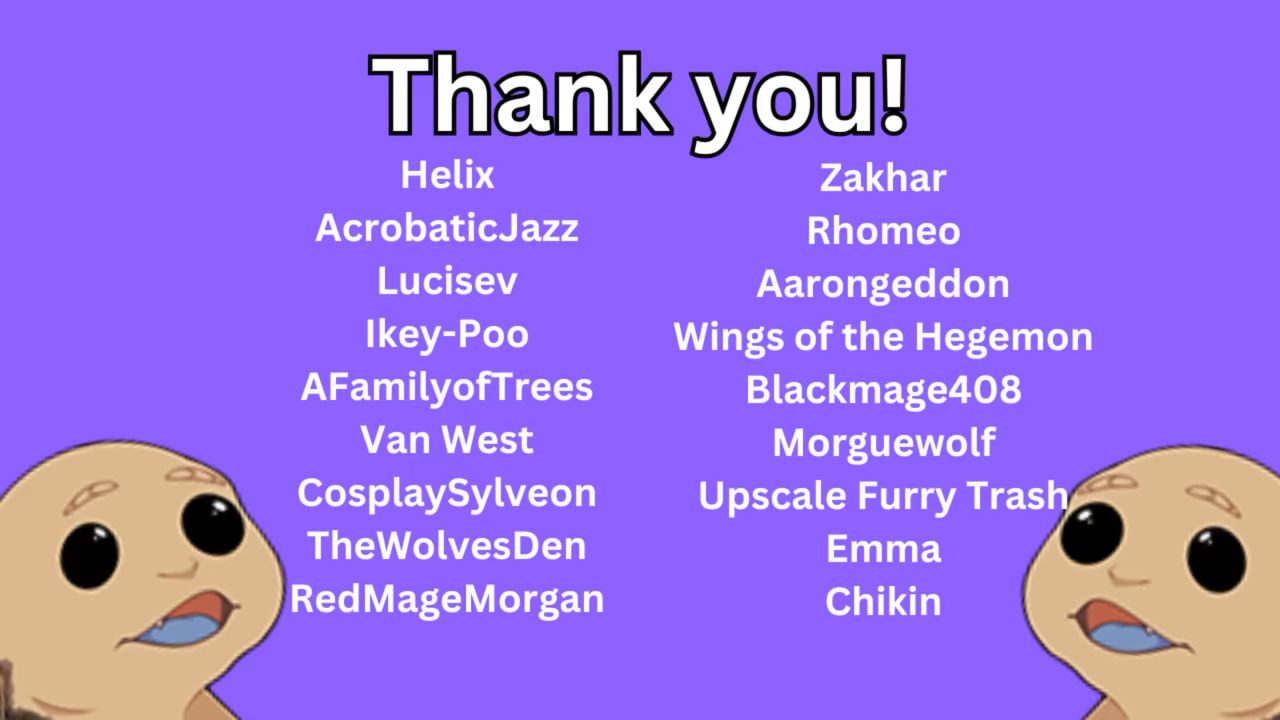 Thank you!
Helix
AcrobaticJazz
Lucisev
Ikey-Poo
AFamilyofTrees
Van West
CosplaySylveon
TheWolvesDen
RedMageMorgan
Zakhar
Rhomeo
Aarongeddon
Wings of the Hegemon
Blackmage408
Morguewolf
Upscale Furry Trash
Emma
Chikin